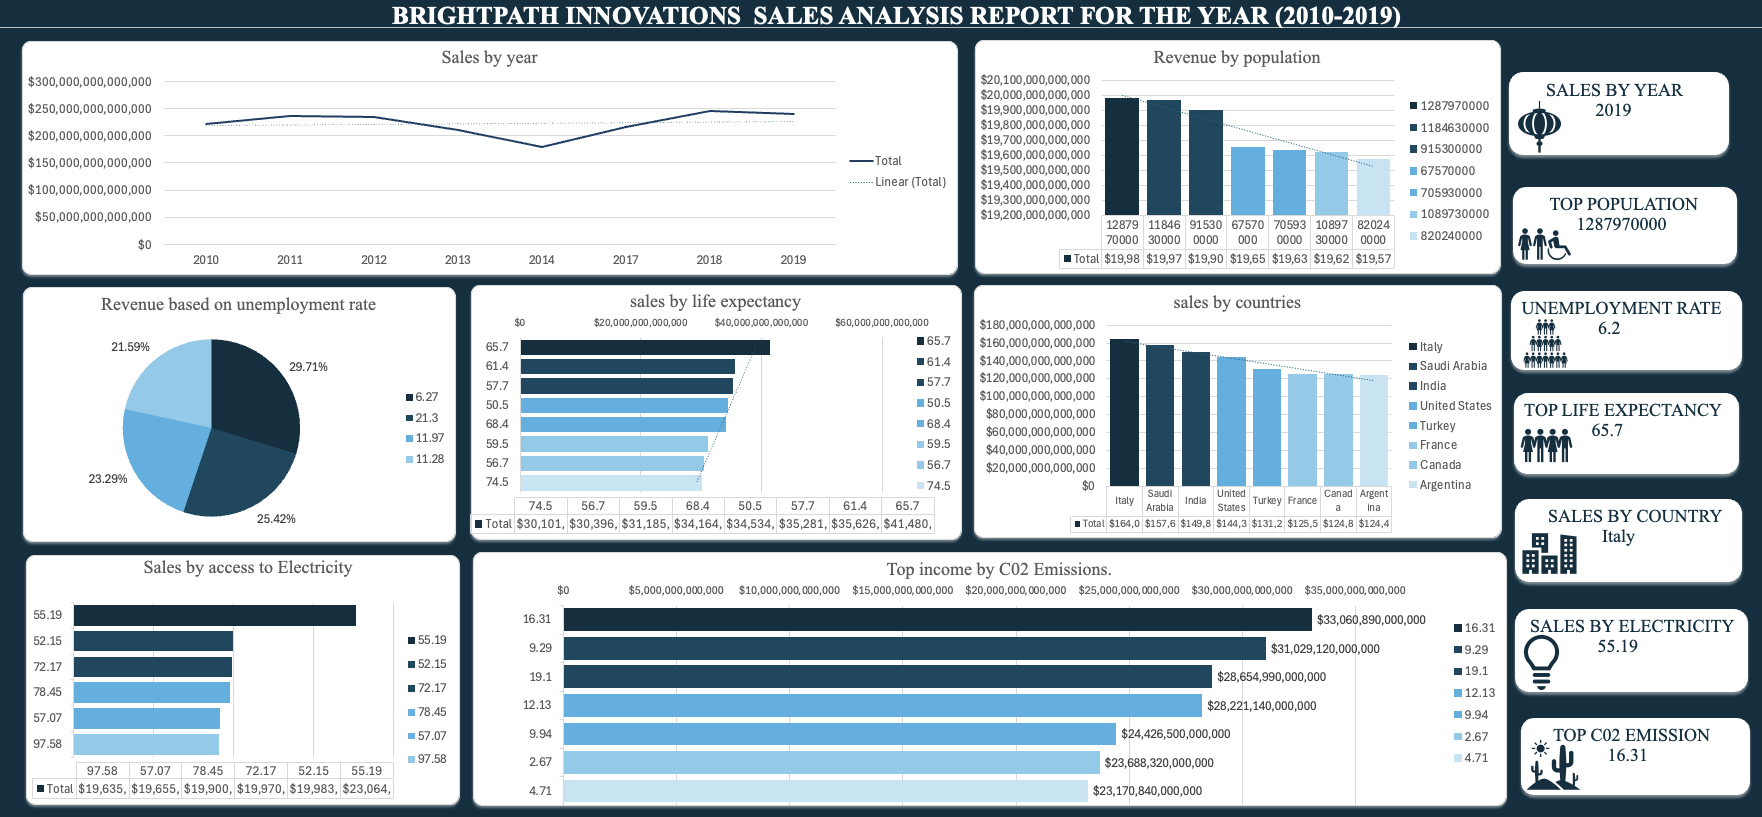 BRIGHTPATH INNOVATIONS  SALES ANALYSIS REPORT FOR THE YEAR (2010-2019)
Sales by year
$300,000,000,000,000
$250,000,000,000,000
$200,000,000,000,000
$150,000,000,000,000
$100,000,000,000,000
$50,000,000,000,000
$0
2010 2011 2012 2013 2014 2017 2018 2019
Total
Linear (Total)
Revenue by population
$20,100,000,000,000
$20,000,000,000,000
$19,900,000,000,000
$19,800,000,000,000
$19,700,000,000,000
$19,600,000,000,000
$19,500,000,000,000
$19,400,000,000,000
$19,300,000,000,000
$19,200,000,000,000
12879 11846 91530 67570 70593 10897 82024
70000 30000 0000 000 0000 30000 0000
Total $19,98 $19,97 $19,90 $19,65 $19,63 $19,62 $19,57
1287970000
1184630000
915300000
67570000
705930000
1089730000
820240000
SALES BY YEAR
2019
TOP POPULATION
1287970000
UNEMPLOYMENT RATE
6.2
TOP LIFE EXPECTANCY
65.7
SALES BY COUNTRY
Italy
SALES BY ELECTRICITY
55.19
TOP C02 EMISSION
16.31
Revenue based on unemployment rate
21.59%
29.71%
23.29%
25.42%
6.27
21.3
11.97
11.28
sales by life expectancy
$0 $20,000,000,000,000 $40,000,000,000,000 $60,000,000,000,000
65.7
61.4
57.7
50.5
68.4
59.5
56.7
74.5
74.5 56.7 59.5 68.4 50.5 57.7 61.4 65.7
Total $30,101, $30,396, $31,185, $34,164, $34,534, $35,281, $35,626, $41,480,
65.7
61.4
57.7
50.5
68.4
59.5
56.7
74.5
sales by countries
$180,000,000,000,000
$160,000,000,000,000
$140,000,000,000,000
$120,000,000,000,000
$100,000,000,000,000
$80,000,000,000,000
$60,000,000,000,000
$40,000,000,000,000
$20,000,000,000,000
$0
Italy Saudi Arabia India United States Turkey France Canad a Argent ina
Total $164,0 $157,6 $149,8 $144,3 $131,2 $125,5 $124,8 $124,4
Italy
Saudi Arabia
India
United States
Turkey
France
Canada
Argentina
Sales by access to Electricity
55.19
52.15
72.17
78.45
57.07
97.58
97.58 57.07 78.45 72.17 52.15 55.19
Total $19,635, $19,655, $19,900, $19,970, $19,983, $23,064,
55.19
52.15
72.17
78.45
57.07
97.58
Top income by C02 Emissions.
$0 $5,000,000,000,000 $10,000,000,000,000 $15,000,000,000,000 $20,000,000,000,000 $25,000,000,000,000 $30,000,000,000,000 $35,000,000,000,000
16.31 $33,060,890,000,000
9.29 $31,029,120,000,000
19.1 $28,654,990,000,000
12.13 $28,221,140,000,000
9.94 $24,426,500,000,000
2.67 $23,688,320,000,000
4.71 $23,170,840,000,000
16.31
9.29
19.1
12.13
9.94
2.67
4.71